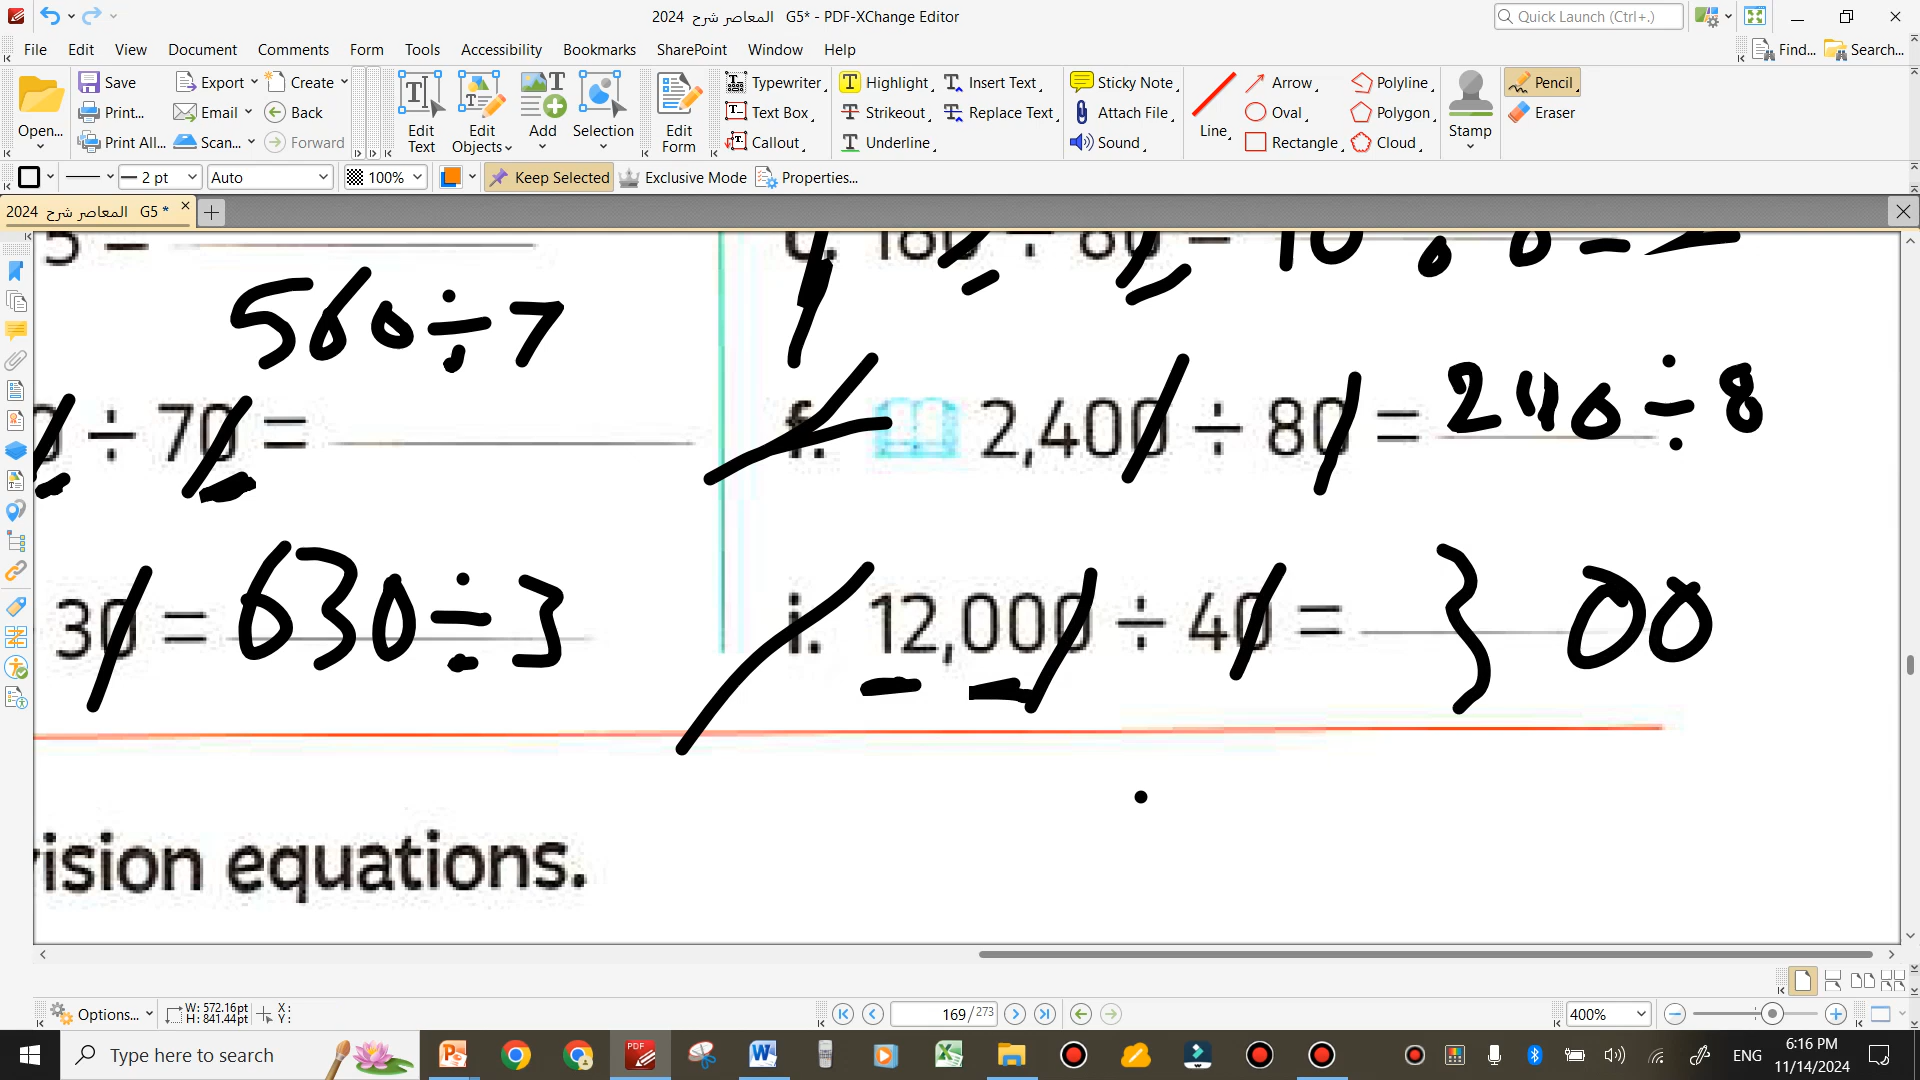 2024 المعاصر شرح G5* - PDF-XChange Editor
Quick Launch (Ctrl+.)
File Edit View Document Comments Form Tools Accessibility Bookmarks SharePoint Window Help
Find... Search...
Open... Save Export Create
Print... Email Back
Print All... Scan... Forward
Edit Text Edit Objects Add Selection Edit Form
Typewriter Highlight Insert Text Sticky Note Arrow Polyline Pencil
Text Box Strikeout Replace Text Attach File Line Oval Polygon Stamp Eraser
Callout Underline Sound Rectangle Cloud
2 pt Auto 100% Keep Selected Exclusive Mode Properties...
2024 المعاصر شرح G5 *
5 =
560÷7
0 ÷ 70 =
f. 2,400 ÷ 80 = 240÷8
30 = 630÷3
i. 12,000 ÷ 40 = 3 00
vision equations.
Options... W: 572.16pt H: 841.44pt X: Y: 169 / 273 400%
Type here to search
ENG 6:16 PM 11/14/2024